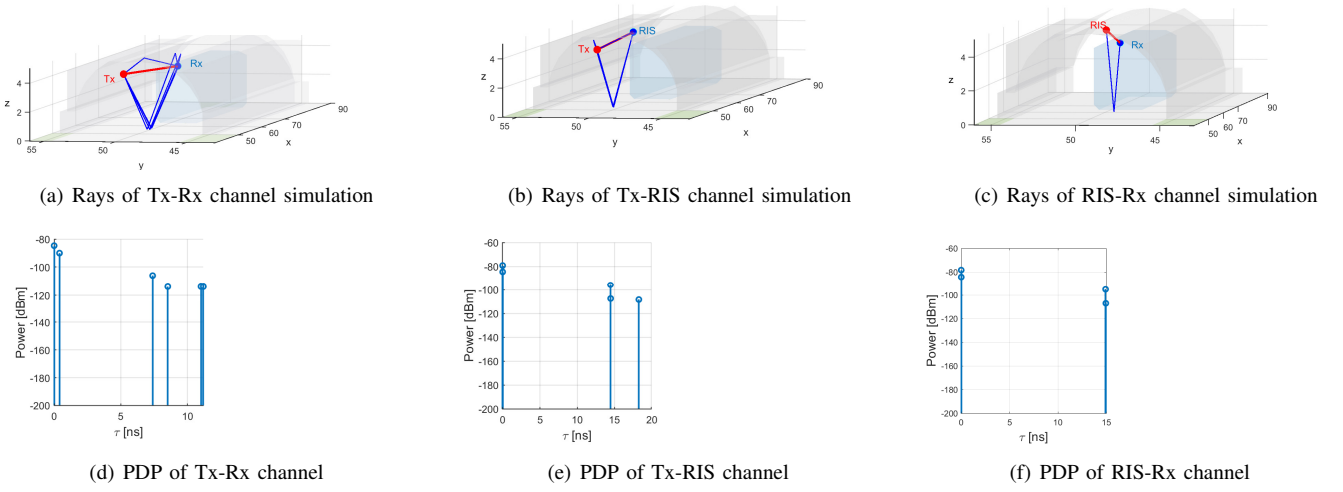 Tx
Rx
4
2
0
z
55
50
45
y
50
60
70
90
x
(a) Rays of Tx-Rx channel simulation
Tx
RIS
4
2
0
z
55
50
45
y
50
60
70
90
x
(b) Rays of Tx-RIS channel simulation
RIS
Rx
4
2
0
z
55
50
45
y
50
60
70
90
x
(c) Rays of RIS-Rx channel simulation
-80
-100
-120
-140
-160
-180
-200
Power [dBm]
0
5
10
τ [ns]
(d) PDP of Tx-Rx channel
-60
-80
-100
-120
-140
-160
-180
-200
Power [dBm]
0
5
10
15
20
τ [ns]
(e) PDP of Tx-RIS channel
-60
-80
-100
-120
-140
-160
-180
-200
Power [dBm]
0
5
10
15
τ [ns]
(f) PDP of RIS-Rx channel